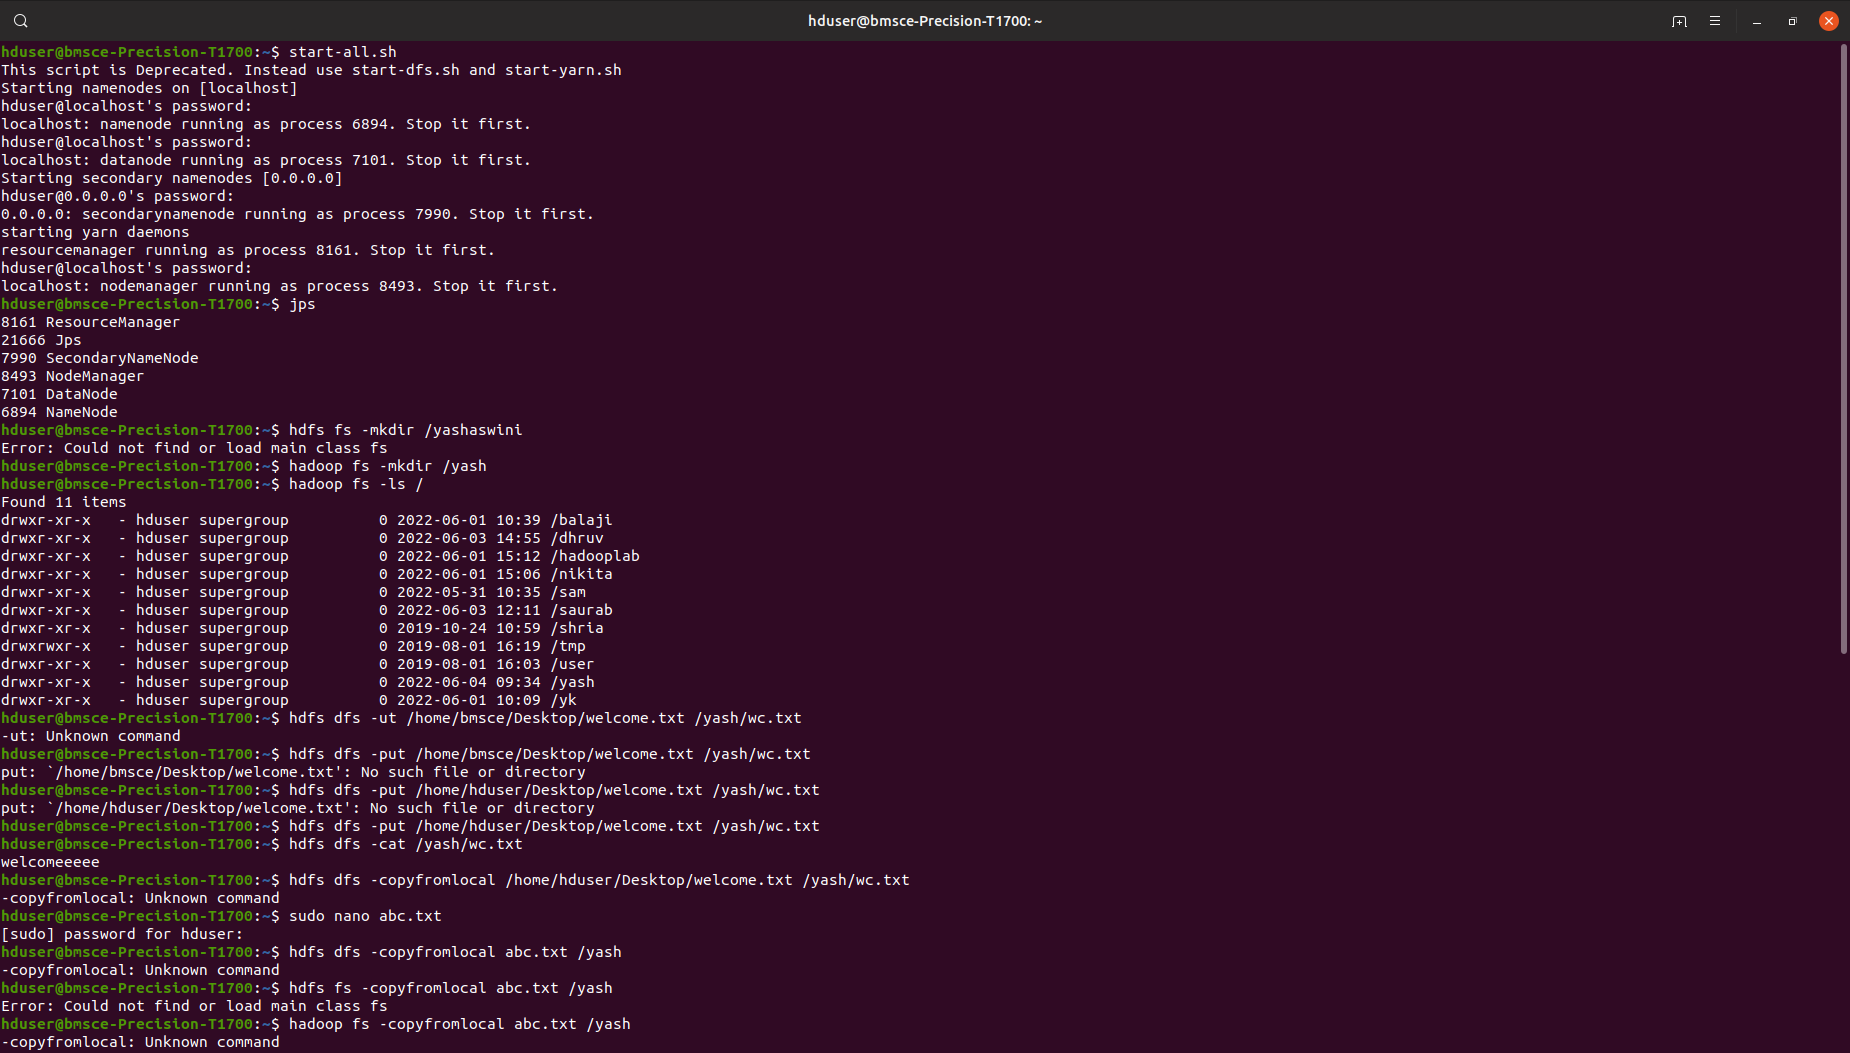 hduser@bmsce-Precision-T1700: ~
hduser@bmsce-Precision-T1700:~$ start-all.sh
This script is Deprecated. Instead use start-dfs.sh and start-yarn.sh
Starting namenodes on [localhost]
hduser@localhost's password:
localhost: namenode running as process 6894. Stop it first.
hduser@localhost's password:
localhost: datanode running as process 7101. Stop it first.
Starting secondary namenodes [0.0.0.0]
hduser@0.0.0.0's password:
0.0.0.0: secondarynamenode running as process 7990. Stop it first.
starting yarn daemons
resourcemanager running as process 8161. Stop it first.
hduser@localhost's password:
localhost: nodemanager running as process 8493. Stop it first.
hduser@bmsce-Precision-T1700:~$ jps
8161 ResourceManager
21666 Jps
7990 SecondaryNameNode
8493 NodeManager
7101 DataNode
6894 NameNode
hduser@bmsce-Precision-T1700:~$ hdfs fs -mkdir /yashaswini
Error: Could not find or load main class fs
hduser@bmsce-Precision-T1700:~$ hadoop fs -mkdir /yash
hduser@bmsce-Precision-T1700:~$ hadoop fs -ls /
Found 11 items
drwxr-xr-x   - hduser supergroup          0 2022-06-01 10:39 /balaji
drwxr-xr-x   - hduser supergroup          0 2022-06-03 14:55 /dhruv
drwxr-xr-x   - hduser supergroup          0 2022-06-01 15:12 /hadooplab
drwxr-xr-x   - hduser supergroup          0 2022-06-01 15:06 /nikita
drwxr-xr-x   - hduser supergroup          0 2022-05-31 10:35 /sam
drwxr-xr-x   - hduser supergroup          0 2022-06-03 12:11 /saurab
drwxr-xr-x   - hduser supergroup          0 2019-10-24 10:59 /shria
drwxrwxr-x   - hduser supergroup          0 2019-08-01 16:19 /tmp
drwxr-xr-x   - hduser supergroup          0 2019-08-01 16:03 /user
drwxr-xr-x   - hduser supergroup          0 2022-06-04 09:34 /yash
drwxr-xr-x   - hduser supergroup          0 2022-06-01 10:09 /yk
hduser@bmsce-Precision-T1700:~$ hdfs dfs -ut /home/bmsce/Desktop/welcome.txt /yash/wc.txt
-ut: Unknown command
hduser@bmsce-Precision-T1700:~$ hdfs dfs -put /home/bmsce/Desktop/welcome.txt /yash/wc.txt
put: `/home/bmsce/Desktop/welcome.txt': No such file or directory
hduser@bmsce-Precision-T1700:~$ hdfs dfs -put /home/hduser/Desktop/welcome.txt /yash/wc.txt
put: `/home/hduser/Desktop/welcome.txt': No such file or directory
hduser@bmsce-Precision-T1700:~$ hdfs dfs -put /home/hduser/Desktop/welcome.txt /yash/wc.txt
hduser@bmsce-Precision-T1700:~$ hdfs dfs -cat /yash/wc.txt
welcomeeeee
hduser@bmsce-Precision-T1700:~$ hdfs dfs -copyfromlocal /home/hduser/Desktop/welcome.txt /yash/wc.txt
-copyfromlocal: Unknown command
hduser@bmsce-Precision-T1700:~$ sudo nano abc.txt
[sudo] password for hduser:
hduser@bmsce-Precision-T1700:~$ hdfs dfs -copyfromlocal abc.txt /yash
-copyfromlocal: Unknown command
hduser@bmsce-Precision-T1700:~$ hdfs fs -copyfromlocal abc.txt /yash
Error: Could not find or load main class fs
hduser@bmsce-Precision-T1700:~$ hadoop fs -copyfromlocal abc.txt /yash
-copyfromlocal: Unknown command